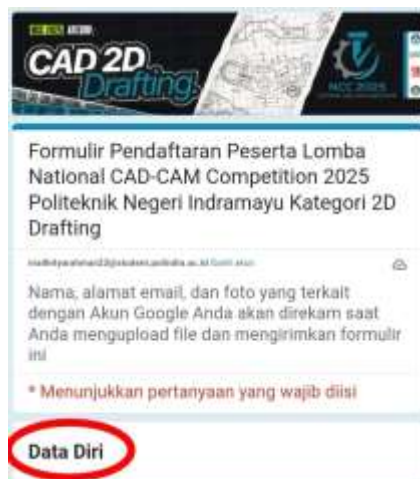 CAD 2D
Drafting
NCC 2025
Formulir Pendaftaran Peserta Lomba
National CAD-CAM Competition 2025
Politeknik Negeri Indramayu Kategori 2D
Drafting
Nama, alamat email, dan foto yang terkait
dengan Akun Google Anda akan direkam saat
Anda mengupload file dan mengirimkan formulir
ini
* Menunjukkan pertanyaan yang wajib diisi
Data Diri